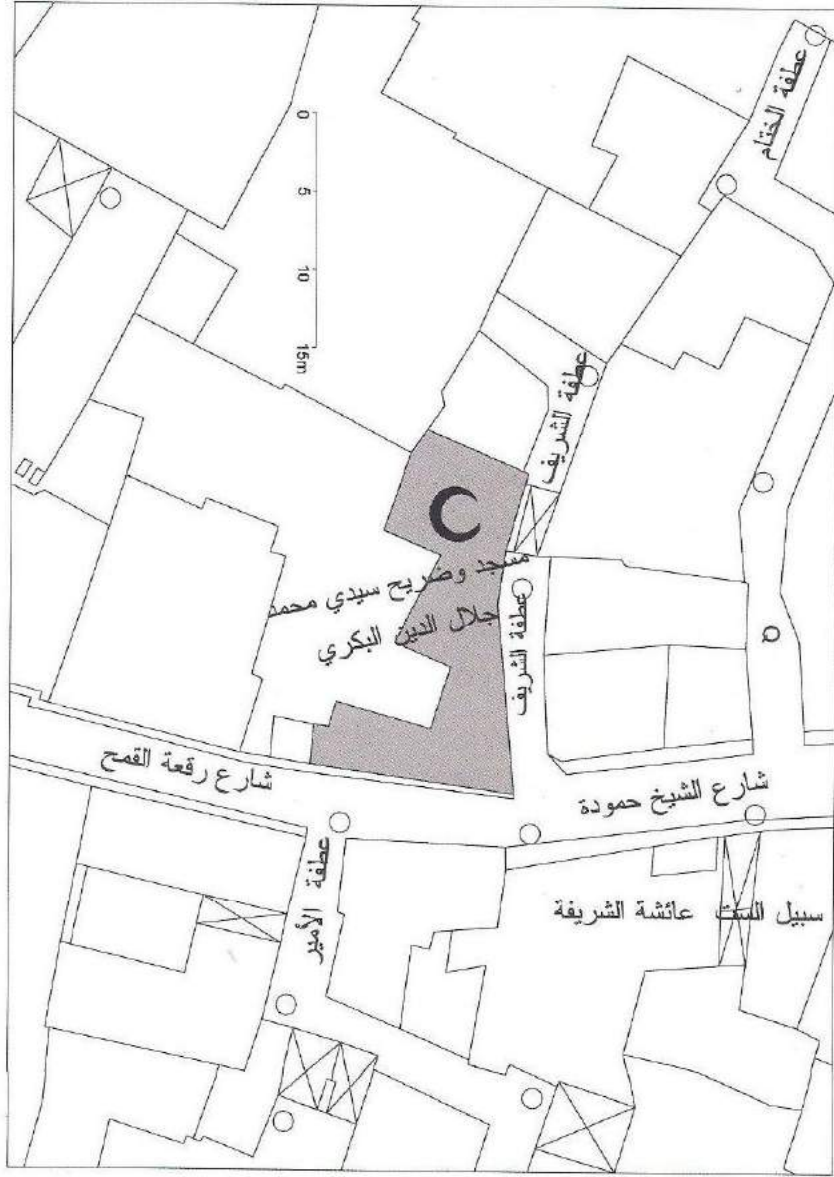 عطفة الختام
0
5
10
15m
عطفة الشريف
مسجد وضريح سيدي محمد
جلال الدين البكري
عطفة الشريف
شارع رقعة القمح
شارع الشيخ حمودة
عطفة الأمير
سبيل الست عائشة الشريفة